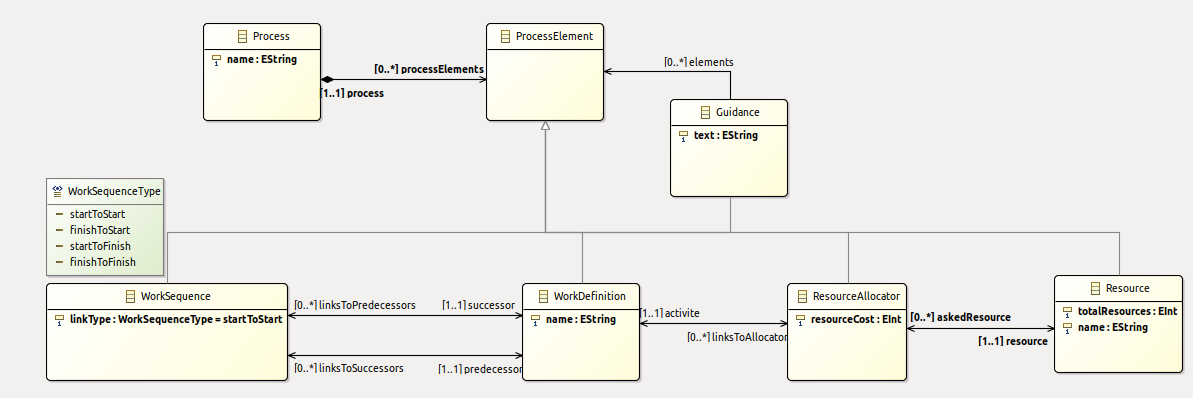 Process
name : EString
ProcessElement
[0..*] processElements
[1..1] process
[0..*] elements
Guidance
text : EString
WorkSequenceType
startToStart
finishToStart
startToFinish
finishToFinish
WorkSequence
linkType : WorkSequenceType = startToStart
[0..*] linksToPredecessors
[1..1] successor
[0..*] linksToSuccessors
[1..1] predecessor
WorkDefinition
name : EString
[1..1] activite
[0..*] linksToAllocator
ResourceAllocator
resourceCost : EInt
[0..*] askedResource
[1..1] resource
Resource
totalResources : EInt
name : EString